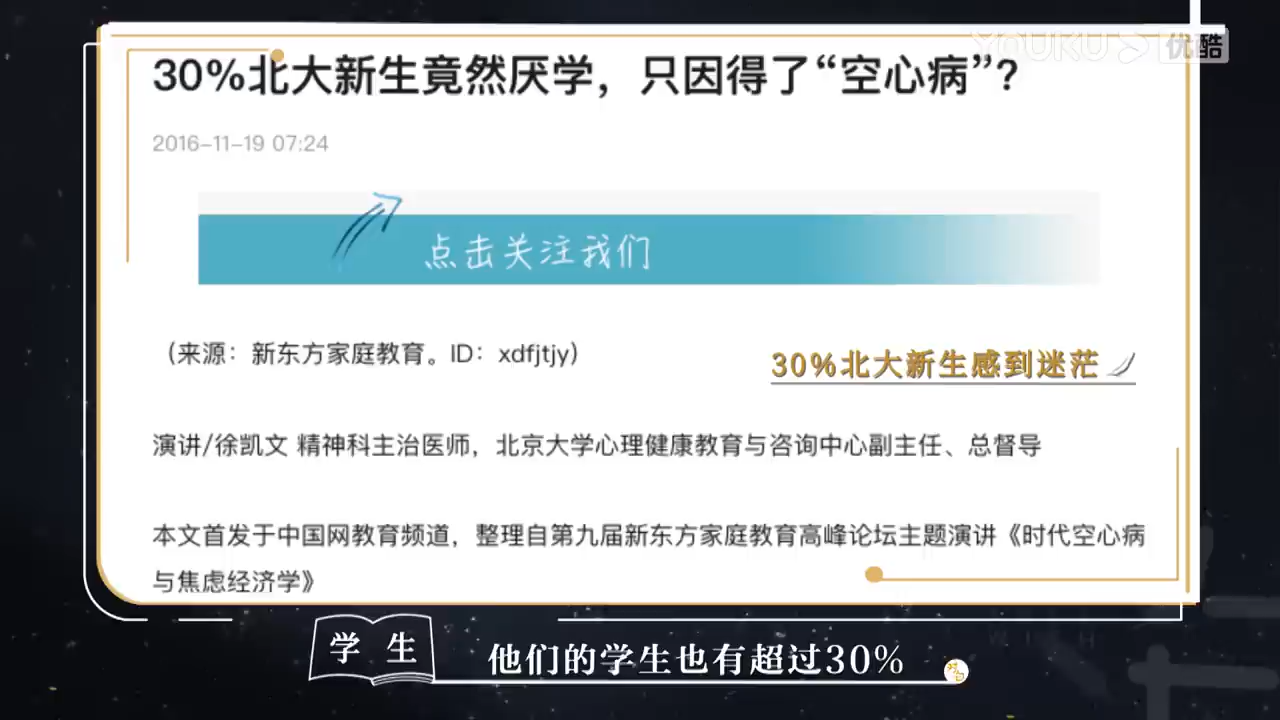 YOUKU 优酷
30%北大新生竟然厌学，只因得了“空心病”？
2016-11-19 07:24
点击关注我们
（来源：新东方家庭教育。ID：xdfjtjy）
30%北大新生感到迷茫
演讲/徐凯文 精神科主治医师，北京大学心理健康教育与咨询中心副主任、总督导
本文首发于中国网教育频道，整理自第九届新东方家庭教育高峰论坛主题演讲《时代空心病
与焦虑经济学》
学 生
他们的学生也有超过30%